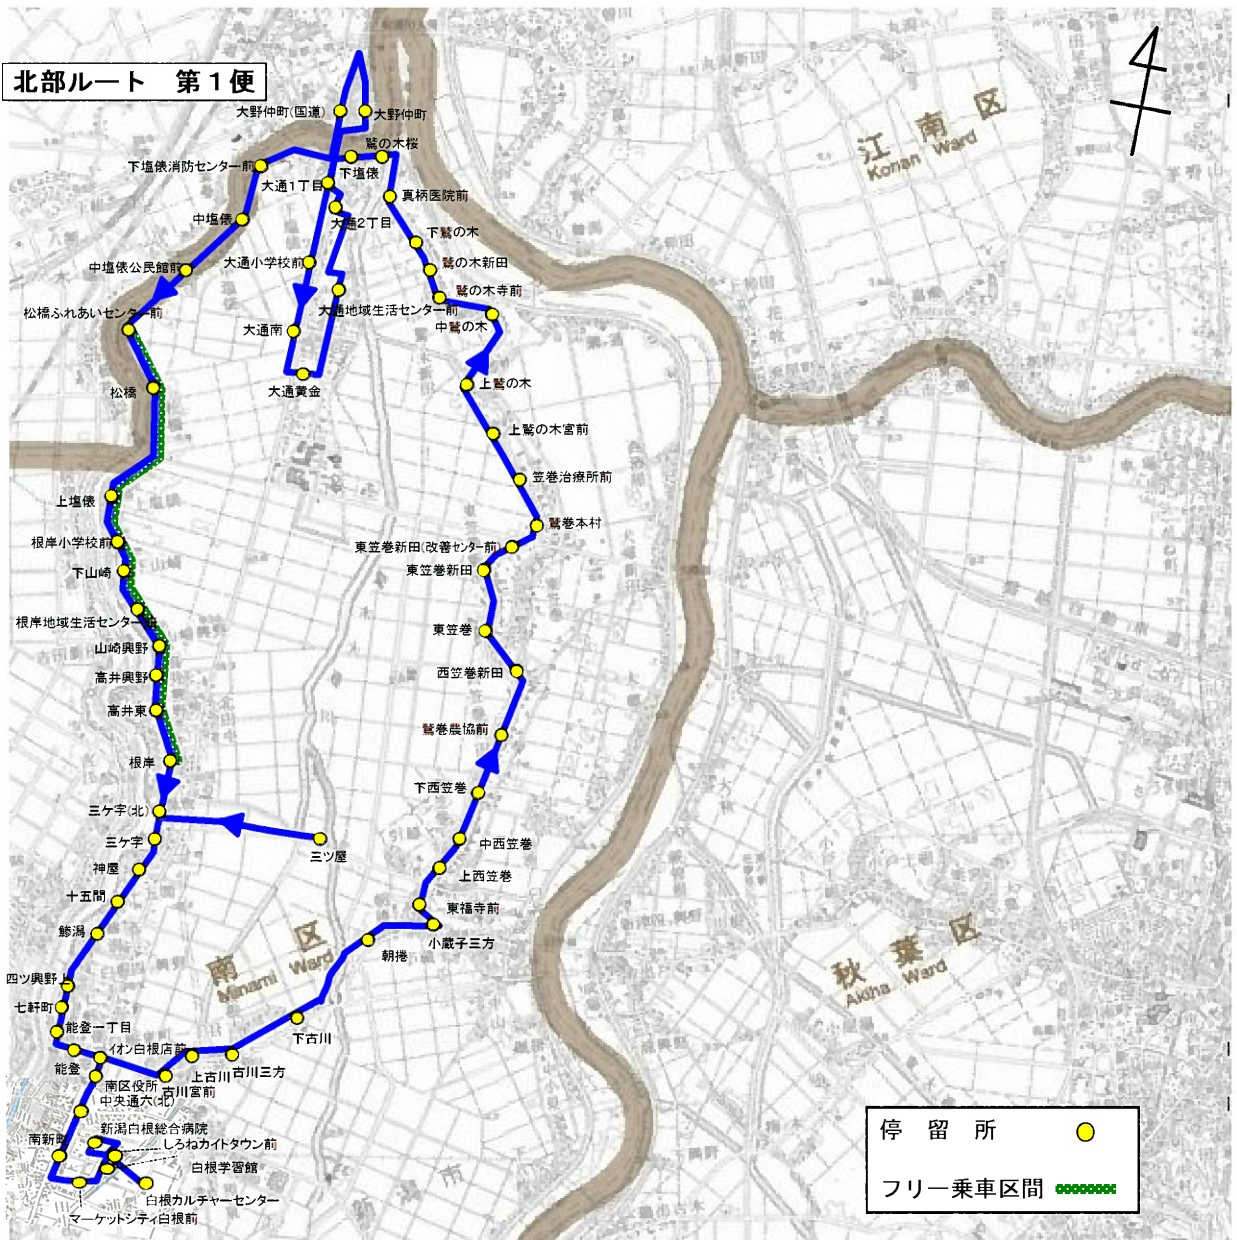 北部ルート　第１便
大野仲町(国道)
大野仲町
鷲の木桜
下塩俵消防センター前
下塩俵
大通１丁目
真柄医院前
中塩俵
大通２丁目
下鷲の木
中塩俵公民館前
大通小学校前
鷲の木新田
鷲の木寺前
松橋ふれあいセンター前
大通地域生活センター前
大通南
中鷲の木
松橋
大通黄金
上鷲の木
上鷲の木宮前
笠巻治療所前
上塩俵
鷲巻本村
根岸小学校前
東笠巻新田(改善センター前)
下山崎
東笠巻新田
根岸地域生活センター前
東笠巻
山崎興野
高井興野
西笠巻新田
高井東
鷲巻農協前
根岸
下西笠巻
三ケ字(北)
三ケ字
三ツ屋
中西笠巻
神屋
上西笠巻
十五間
東福寺前
鯵潟
小蔵子三方
朝捲
四ツ興野上
七軒町
能登一丁目
下古川
イオン白根店前
能登
上古川
古川三方
南区役所
古川宮前
中央通六(北)
新潟白根総合病院
南新町
しろねカイトタウン前
白根学習館
白根カルチャーセンター
マーケットシティ白根前
江南区
Konan Ward
南区
Minami Ward
秋葉区
Akiha Ward
停留所
フリー乗車区間